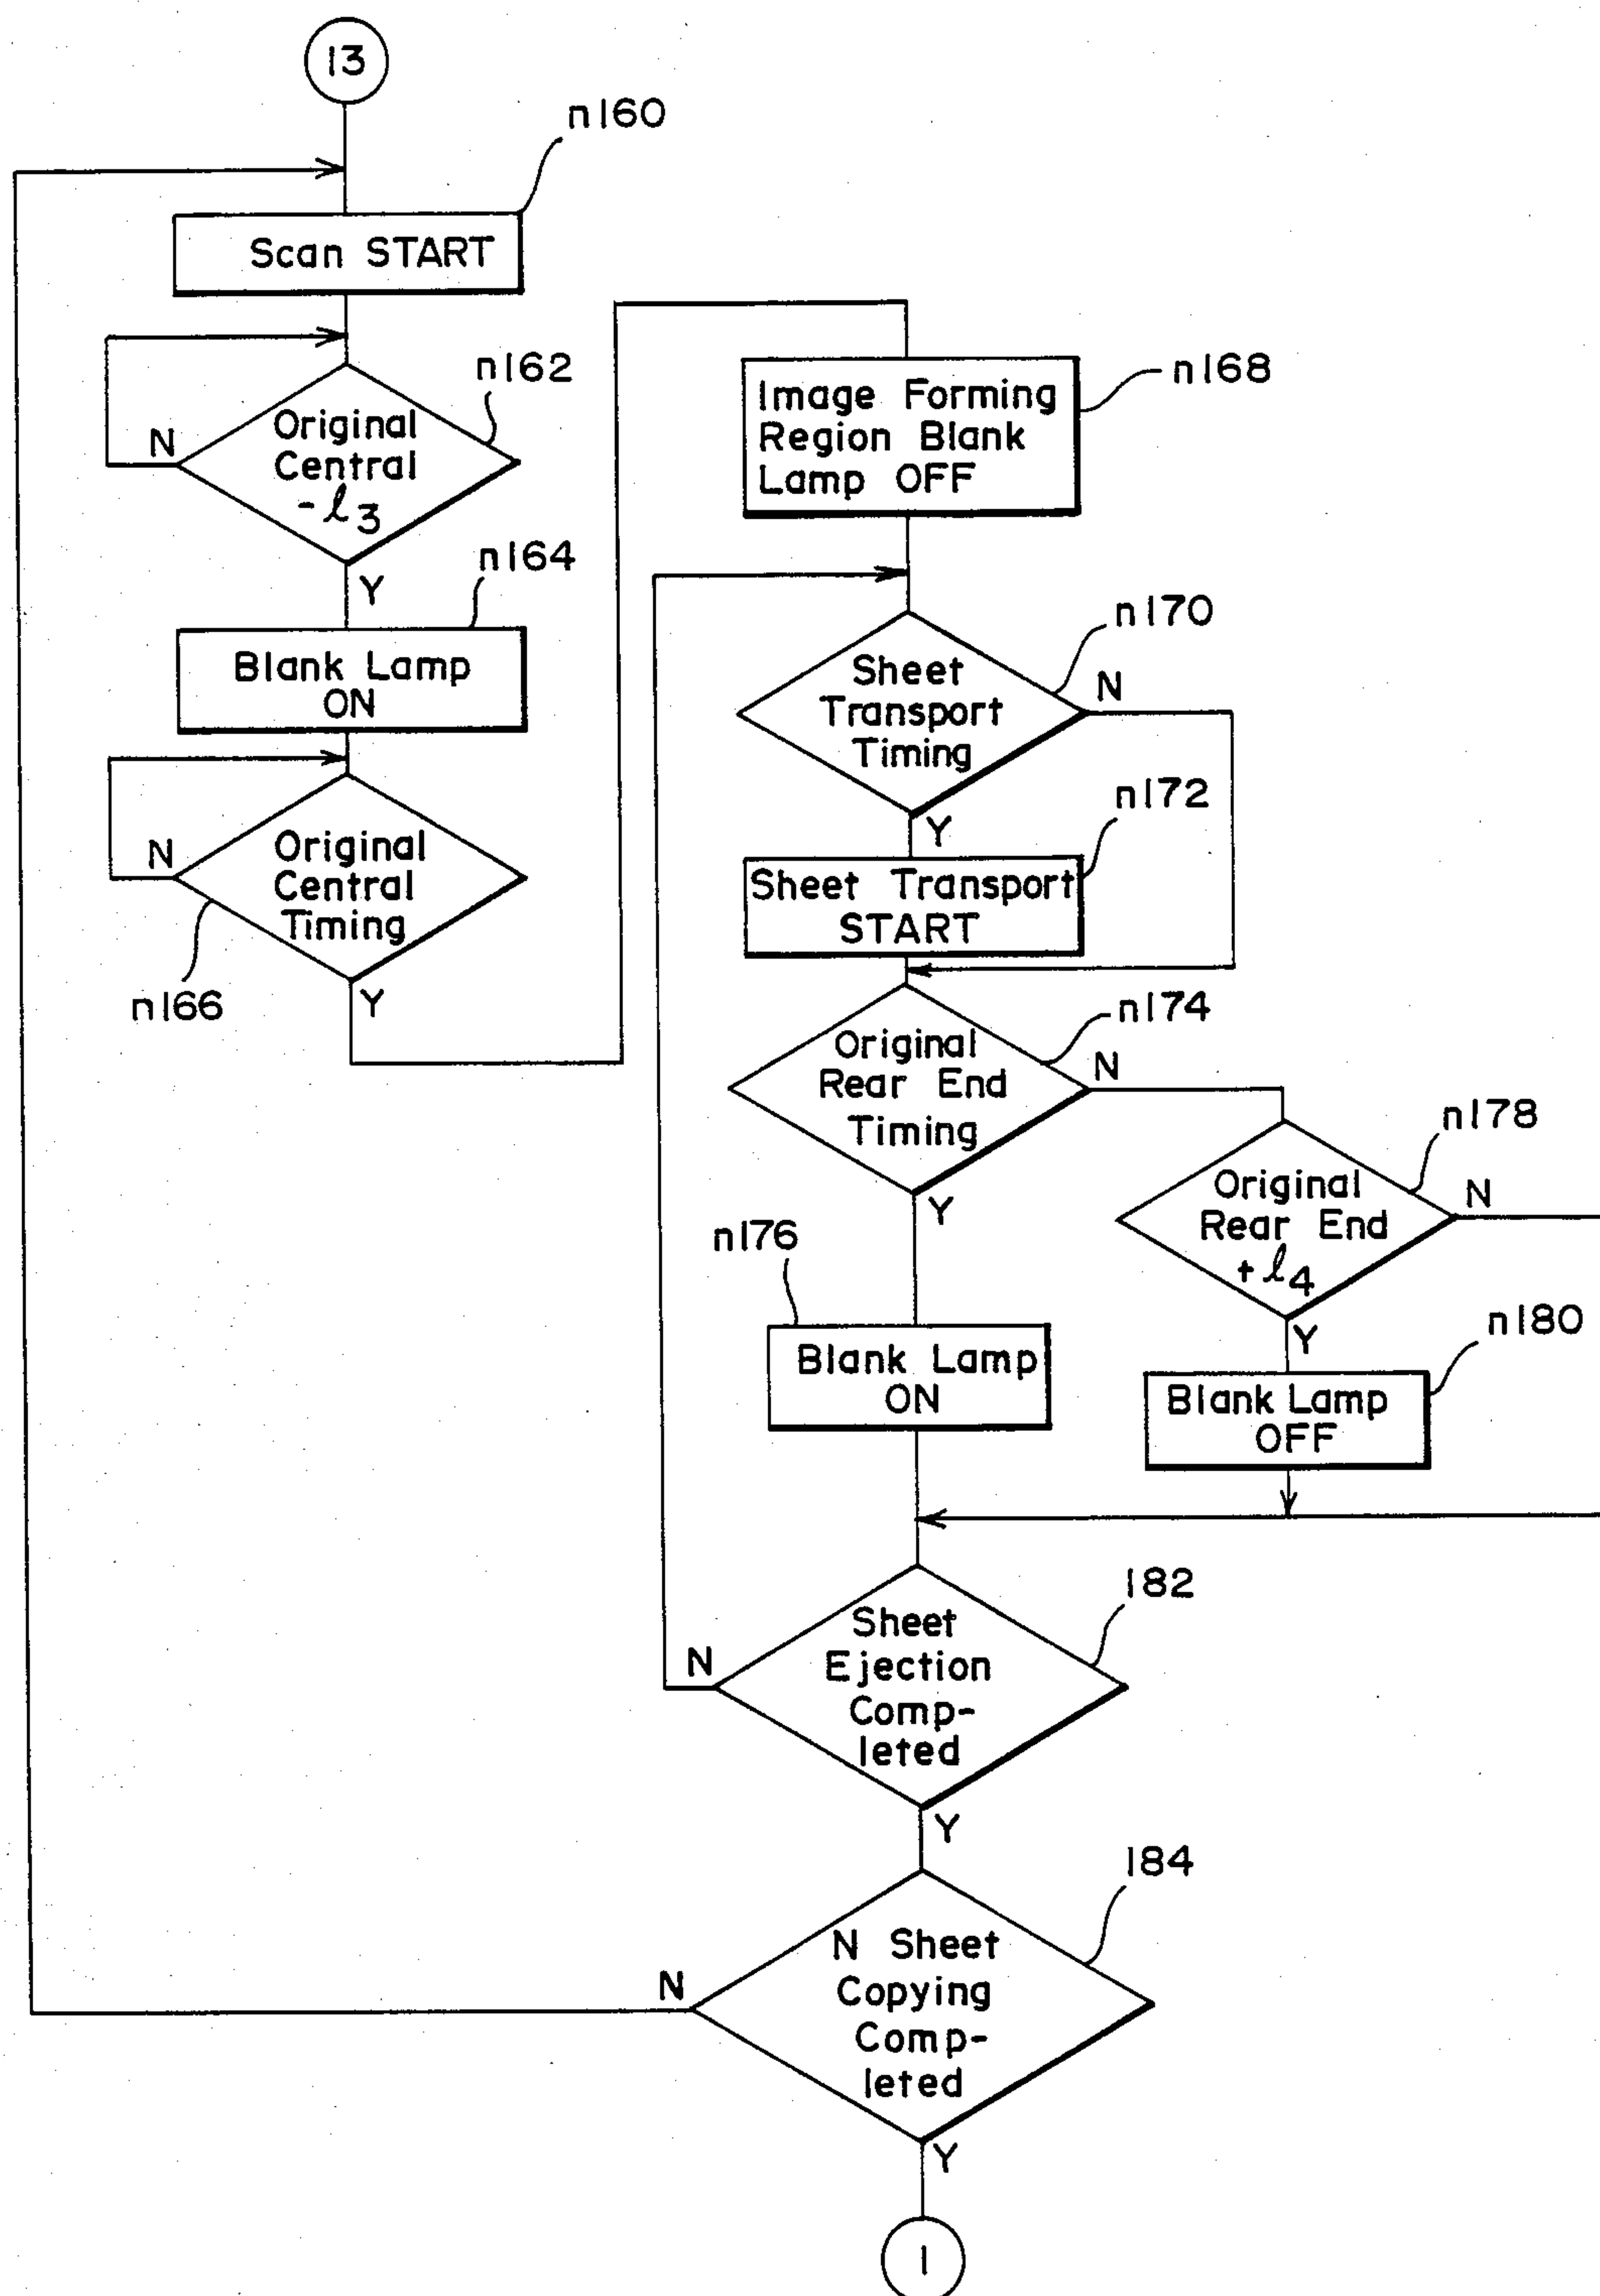 13
n160
Scan START
n162
Original
Central
-ℓ3
N
Y
n164
Blank Lamp
ON
Original
Central
Timing
N
n166
Y
Image Forming
Region Blank
Lamp OFF
n168
n170
Sheet
Transport
Timing
N
Y
n172
Sheet Transport
START
n174
Original
Rear End
Timing
N
Y
n178
Original
Rear End
+ℓ4
N
Y
n176
Blank Lamp
ON
n180
Blank Lamp
OFF
182
Sheet
Ejection
Comp-
leted
N
Y
184
N Sheet
Copying
Comp-
leted
N
Y
1